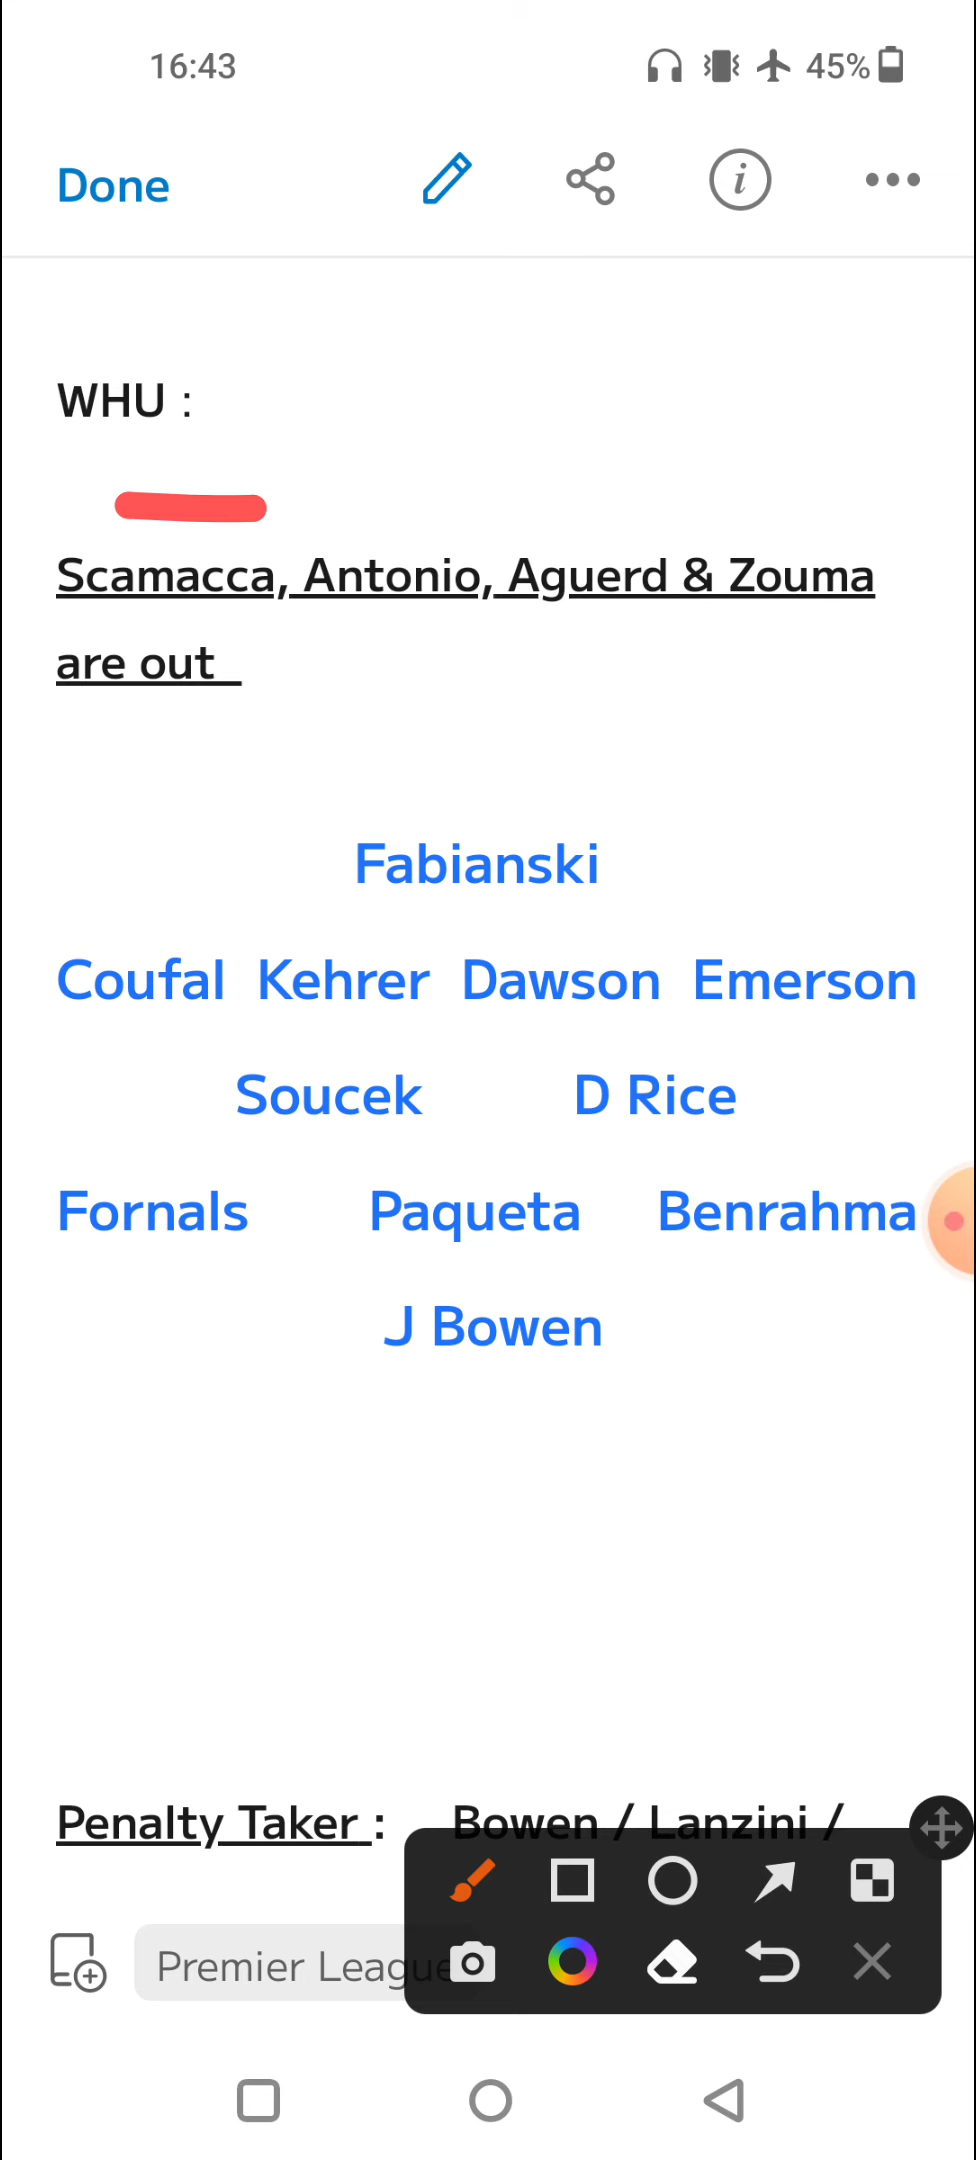 16:43
45%
Done
WHU :
Scamacca, Antonio, Aguerd & Zouma
are out
Fabianski
Coufal Kehrer Dawson Emerson
Soucek D Rice
Fornals Paqueta Benrahma
J Bowen
Penalty Taker : Bowen / Lanzini /
Premier League